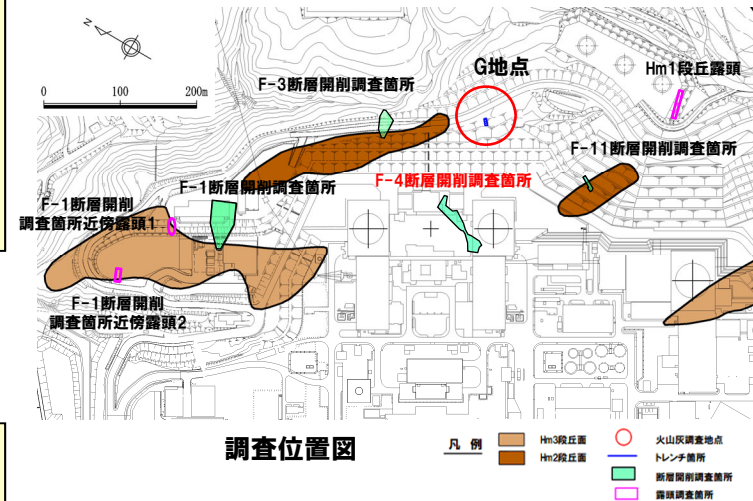 N
0 100 200m
G地点
Hm1段丘露頭
F-3断層開削調査箇所
F-11断層開削調査箇所
F-1断層開削調査箇所
F-4断層開削調査箇所
F-1断層開削
調査箇所近傍露頭1
F-1断層開削
調査箇所近傍露頭2
調査位置図
凡 例
Hm3段丘面
Hm2段丘面
火山灰調査地点
トレンチ箇所
断層開削調査箇所
露頭調査箇所